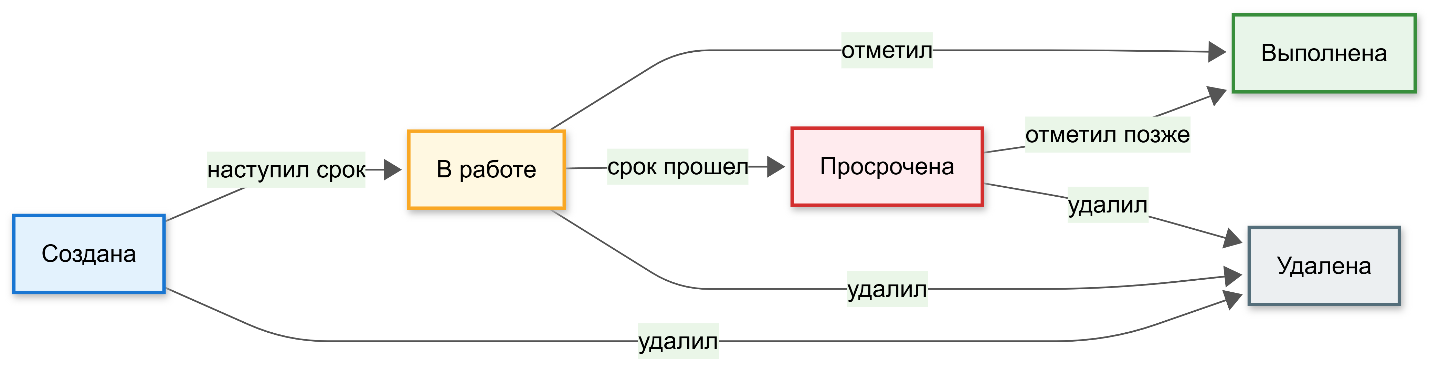 Создана
наступил срок
В работе
отметил
срок прошел
Просрочена
отметил позже
Выполнена
удалил
удалил
удалил
Удалена